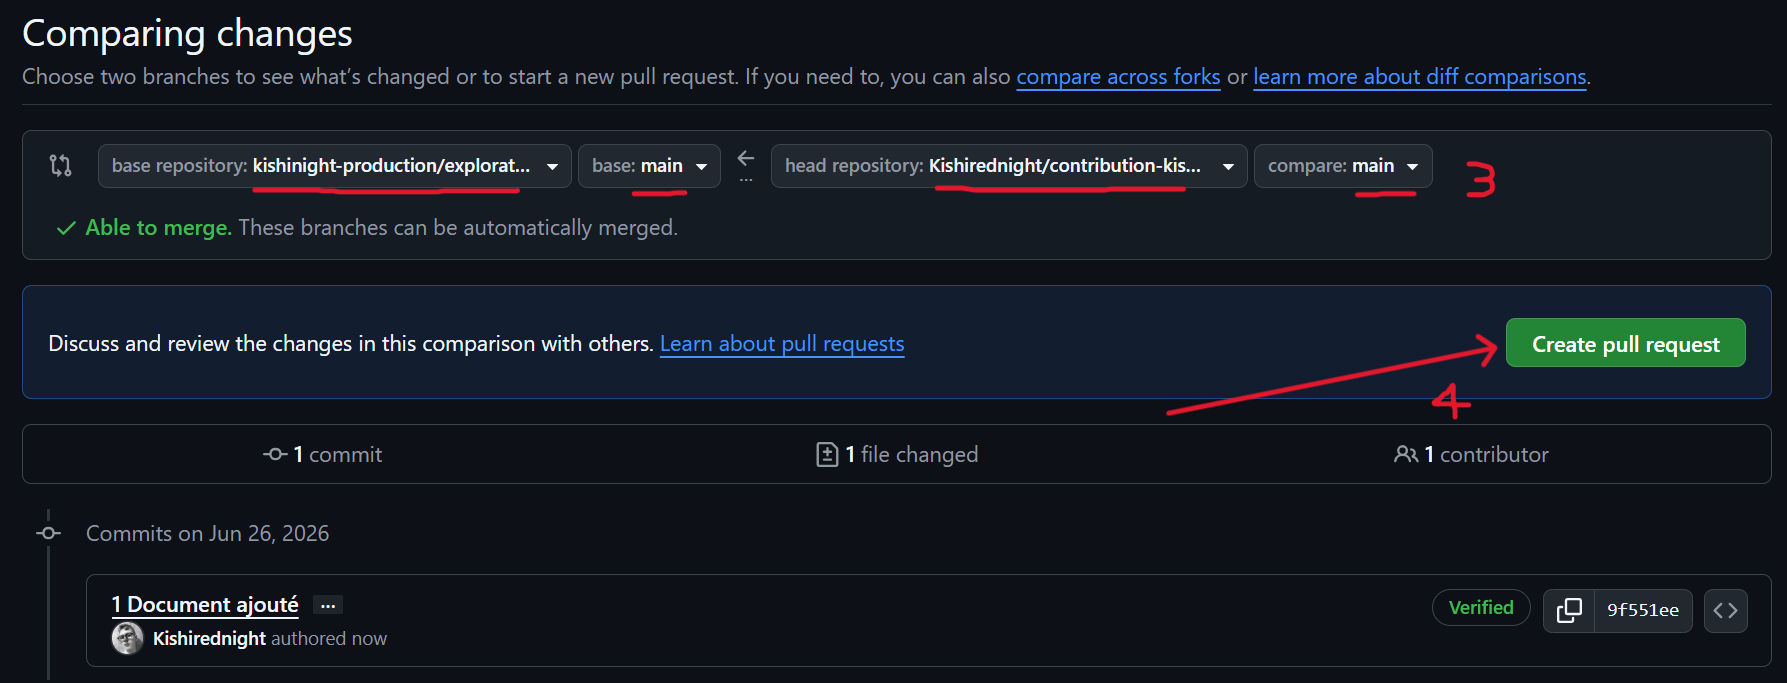 Comparing changes
Choose two branches to see what's changed or to start a new pull request. If you need to, you can also compare across forks or learn more about diff comparisons.
base repository: kishinight-production/explorat... base: main ... head repository: Kishirednight/contribution-kis... compare: main 3
Able to merge. These branches can be automatically merged.
Discuss and review the changes in this comparison with others. Learn about pull requests Create pull request
4
1 commit 1 file changed 1 contributor
Commits on Jun 26, 2026
1 Document ajouté ... Verified 9f551ee
Kishirednight authored now